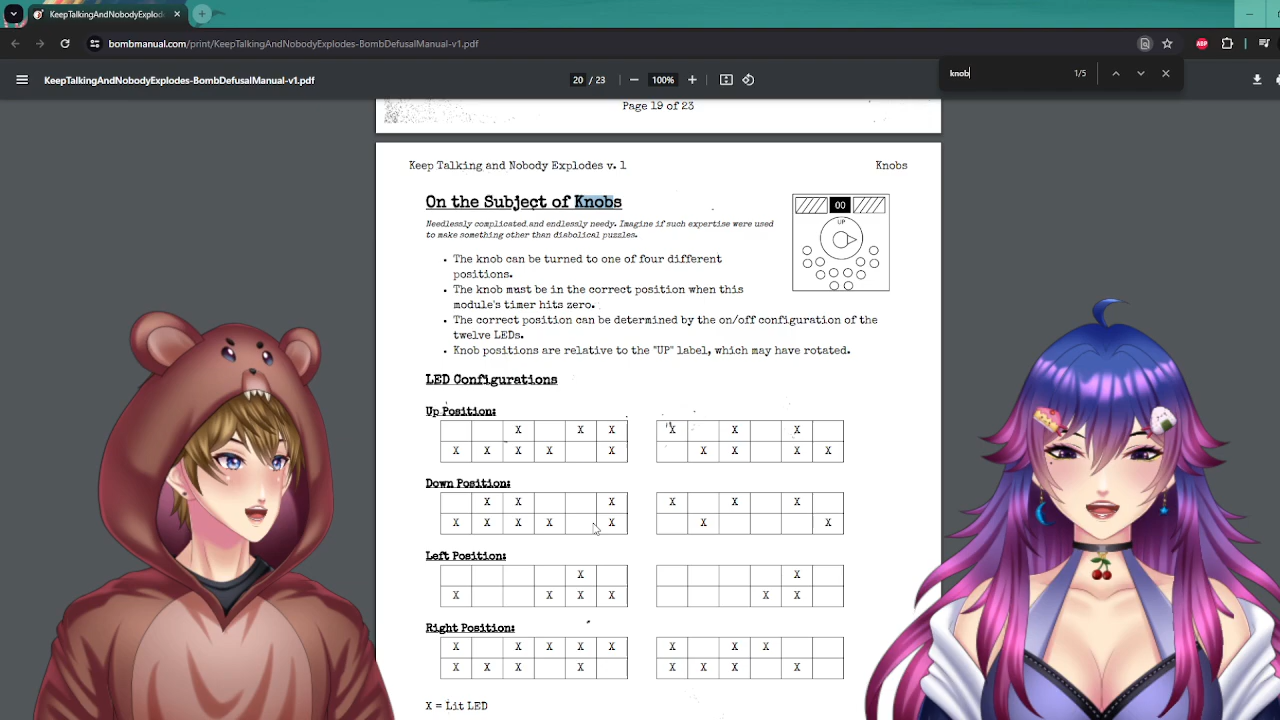 KeepTalkingAndNobodyExplod
bombmanual.com/print/KeepTalkingAndNobodyExplodes-BombDefusalManual-v1.pdf
ABP
KeepTalkingAndNobodyExplodes-BombDefusalManual-v1.pdf
20 / 23
100%
knob
1/5
Page 19 of 23
Keep Talking and Nobody Explodes v. 1
Knobs
On the Subject of Knobs
Needlessly complicated and endlessly needy. Imagine if such expertise were used
to make something other than diabolical puzzles.
00
UP
• The knob can be turned to one of four different
positions.
• The knob must be in the correct position when this
module's timer hits zero.
• The correct position can be determined by the on/off configuration of the
twelve LEDs.
• Knob positions are relative to the "UP" label, which may have rotated.
LED Configurations
Up Position:
X X X X X X
X X X X X X X X X
Down Position:
X X X X X X
X X X X X X X
Left Position:
X X
X X X X X X
Right Position:
X X X X X X X X
X X X X X X X X
X = Lit LED